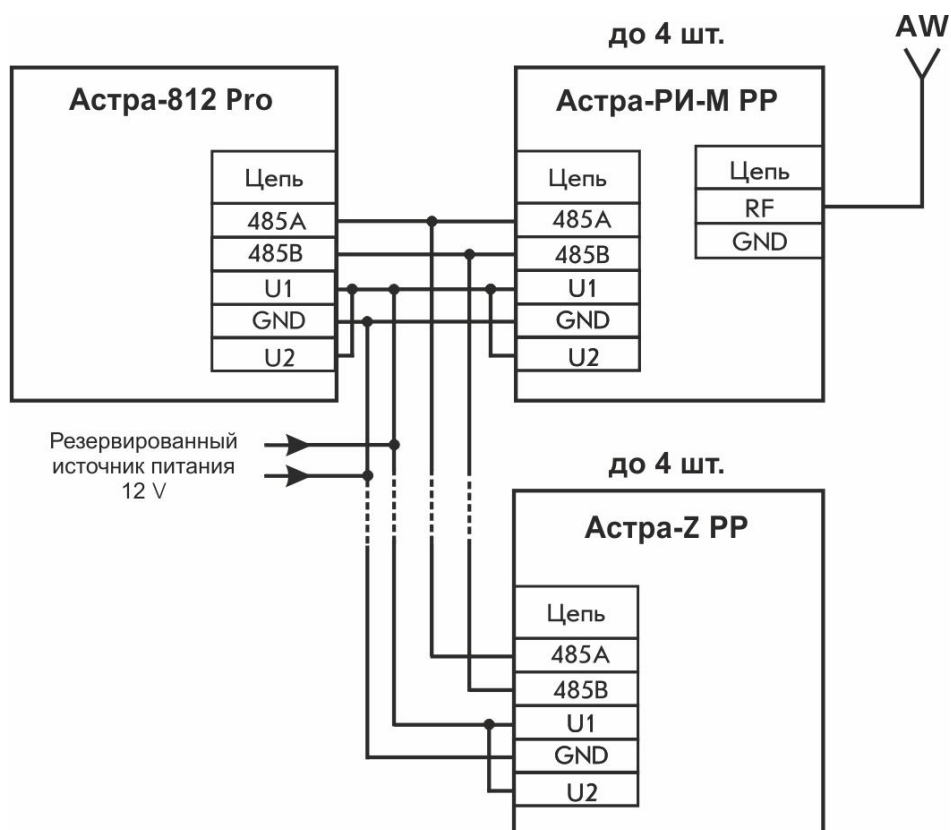 до 4 шт.
AW
Астра-812 Pro
Цепь
485A
485B
U1
GND
U2
Астра-РИ-М РР
Цепь
485A
485B
U1
GND
U2
Цепь
RF
GND
Резервированный
источник питания
12 V
до 4 шт.
Астра-Z РР
Цепь
485A
485B
U1
GND
U2